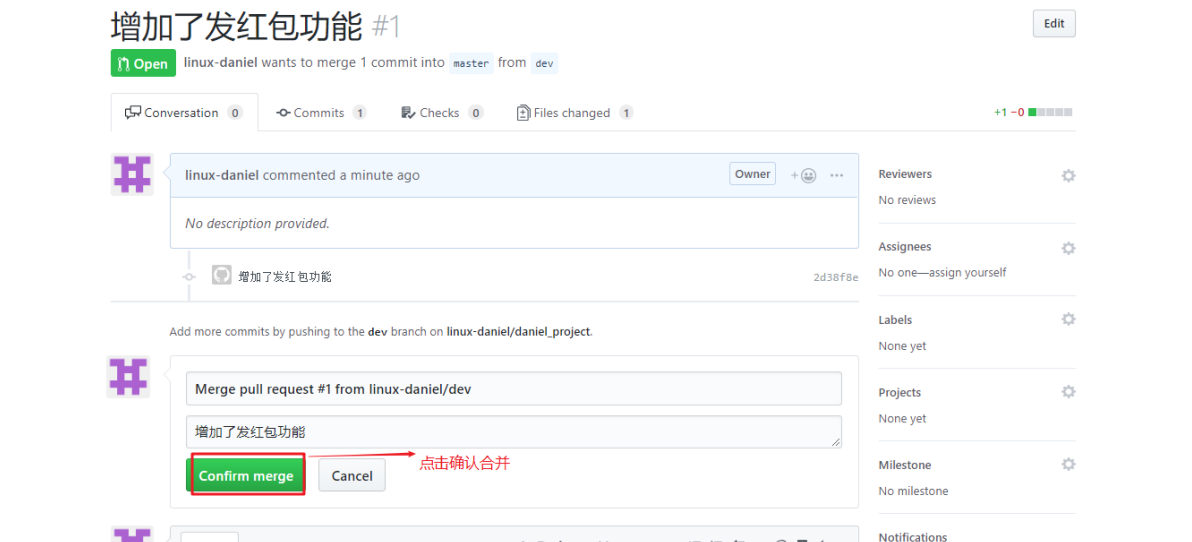 增加了发红包功能 #1
Edit
Open linux-daniel wants to merge 1 commit into master from dev
Conversation 0 Commits 1 Checks 0 Files changed 1 +1 −0
linux-daniel commented a minute ago Owner
No description provided.
增加了发红包功能 2d38f8e
Add more commits by pushing to the dev branch on linux-daniel/daniel_project.
Merge pull request #1 from linux-daniel/dev
增加了发红包功能
Confirm merge Cancel
点击确认合并
Reviewers
No reviews
Assignees
No one—assign yourself
Labels
None yet
Projects
None yet
Milestone
No milestone
Notifications